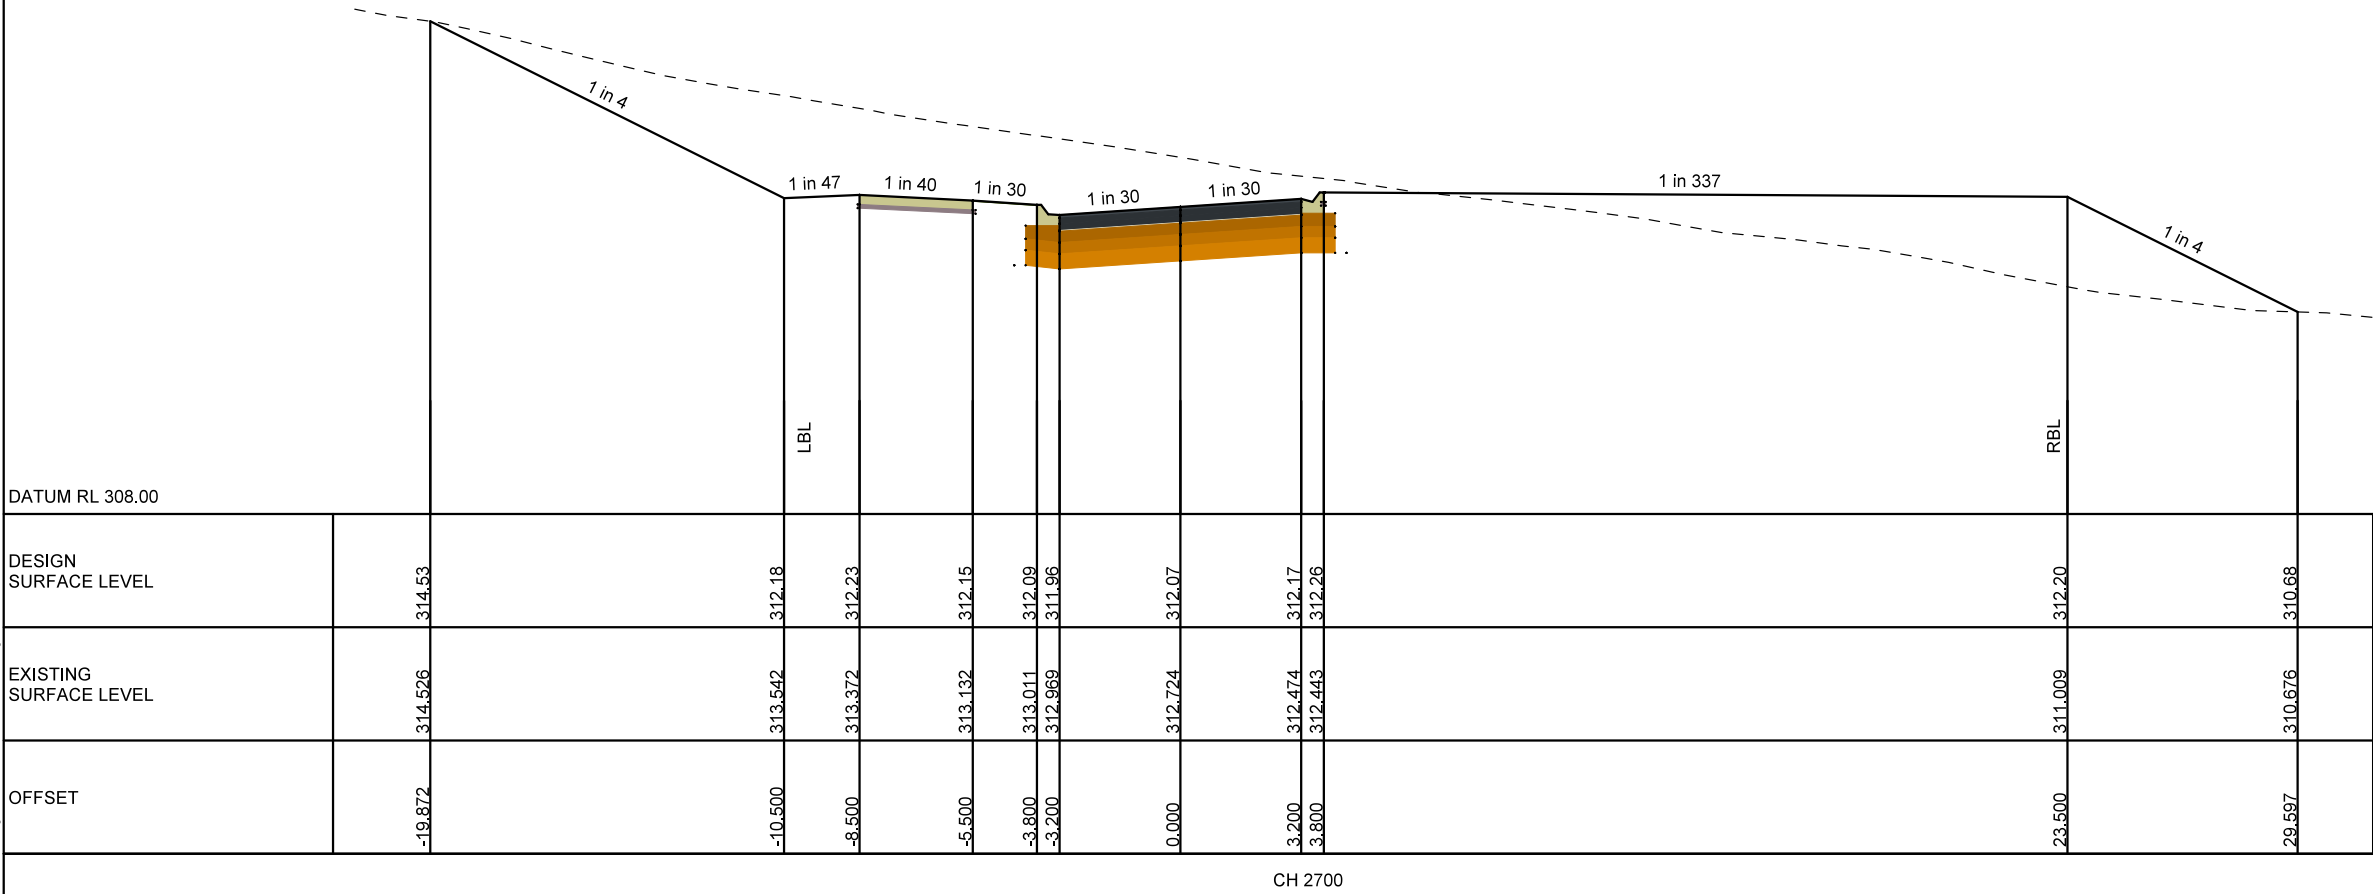 1 in 4
1 in 47
1 in 40
1 in 30
1 in 30
1 in 30
1 in 337
1 in 4
LBL
RBL
DATUM RL 308.00
DESIGN
SURFACE LEVEL
314.53
312.18
312.23
312.15
312.09
311.96
312.07
312.17
312.26
312.20
310.68
EXISTING
SURFACE LEVEL
314.526
313.542
313.372
313.132
313.011
312.969
312.724
312.474
312.443
311.009
310.676
OFFSET
-19.872
-10.500
-8.500
-5.500
-3.800
-3.200
0.000
3.200
3.800
23.500
29.597
CH 2700